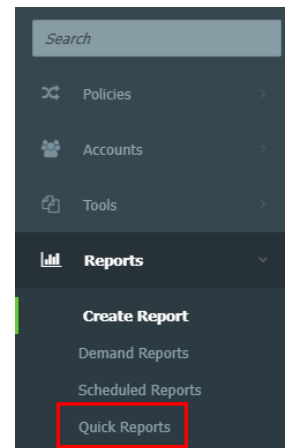 Search
Policies
Accounts
Tools
Reports
Create Report
Demand Reports
Scheduled Reports
Quick Reports